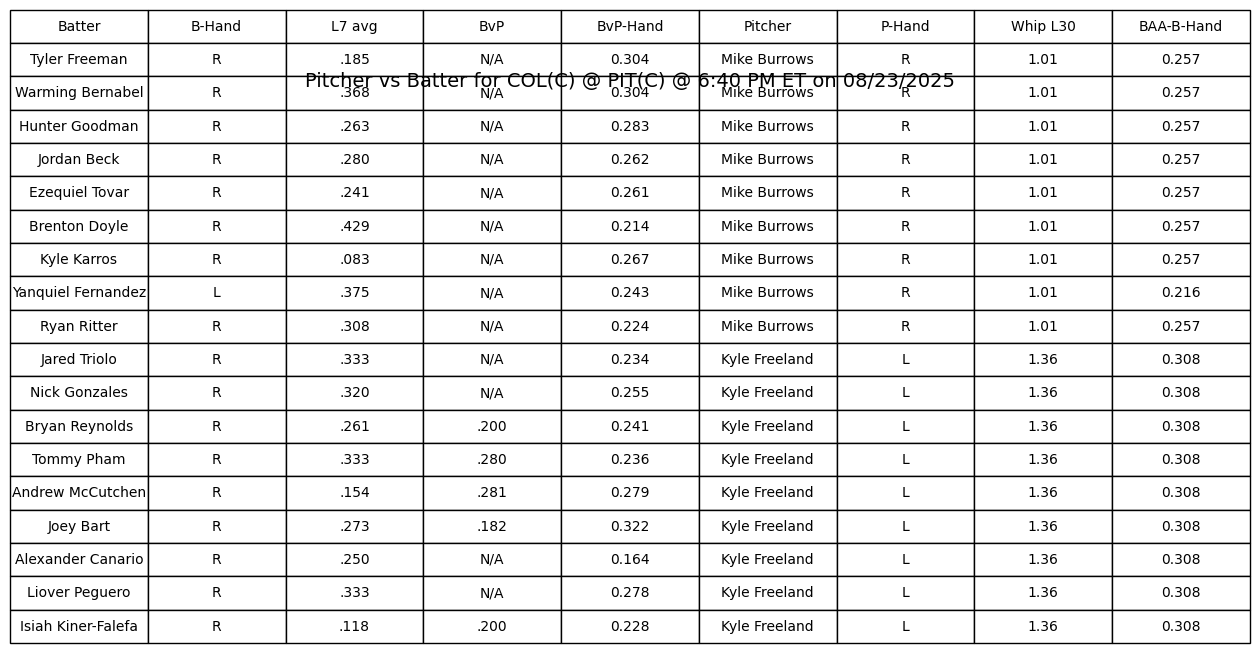 Batter B-Hand L7 avg BvP BvP-Hand Pitcher P-Hand Whip L30 BAA-B-Hand
Tyler Freeman R .185 N/A 0.304 Mike Burrows R 1.01 0.257
Pitcher vs Batter for COL(C) @ PIT(C) @ 6:40 PM ET on 08/23/2025
Warming Bernabel R .368 N/A 0.304 Mike Burrows R 1.01 0.257
Hunter Goodman R .263 N/A 0.283 Mike Burrows R 1.01 0.257
Jordan Beck R .280 N/A 0.262 Mike Burrows R 1.01 0.257
Ezequiel Tovar R .241 N/A 0.261 Mike Burrows R 1.01 0.257
Brenton Doyle R .429 N/A 0.214 Mike Burrows R 1.01 0.257
Kyle Karros R .083 N/A 0.267 Mike Burrows R 1.01 0.257
Yanquiel Fernandez L .375 N/A 0.243 Mike Burrows R 1.01 0.216
Ryan Ritter R .308 N/A 0.224 Mike Burrows R 1.01 0.257
Jared Triolo R .333 N/A 0.234 Kyle Freeland L 1.36 0.308
Nick Gonzales R .320 N/A 0.255 Kyle Freeland L 1.36 0.308
Bryan Reynolds R .261 .200 0.241 Kyle Freeland L 1.36 0.308
Tommy Pham R .333 .280 0.236 Kyle Freeland L 1.36 0.308
Andrew McCutchen R .154 .281 0.279 Kyle Freeland L 1.36 0.308
Joey Bart R .273 .182 0.322 Kyle Freeland L 1.36 0.308
Alexander Canario R .250 N/A 0.164 Kyle Freeland L 1.36 0.308
Liover Peguero R .333 N/A 0.278 Kyle Freeland L 1.36 0.308
Isiah Kiner-Falefa R .118 .200 0.228 Kyle Freeland L 1.36 0.308